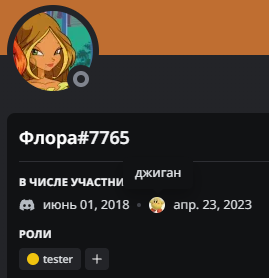 Флора#7765
джиган
В ЧИСЛЕ УЧАСТНИ
июнь 01, 2018 • апр. 23, 2023
РОЛИ
tester +